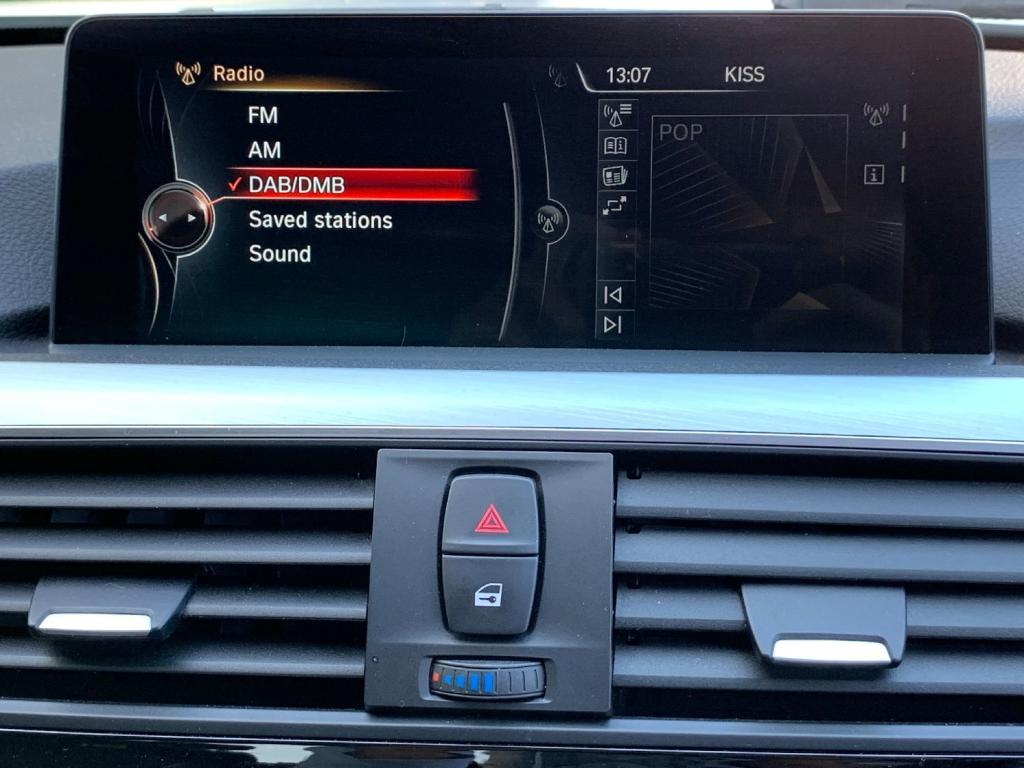 Radio
FM
AM
DAB/DMB
Saved stations
Sound
13:07 KISS
POP